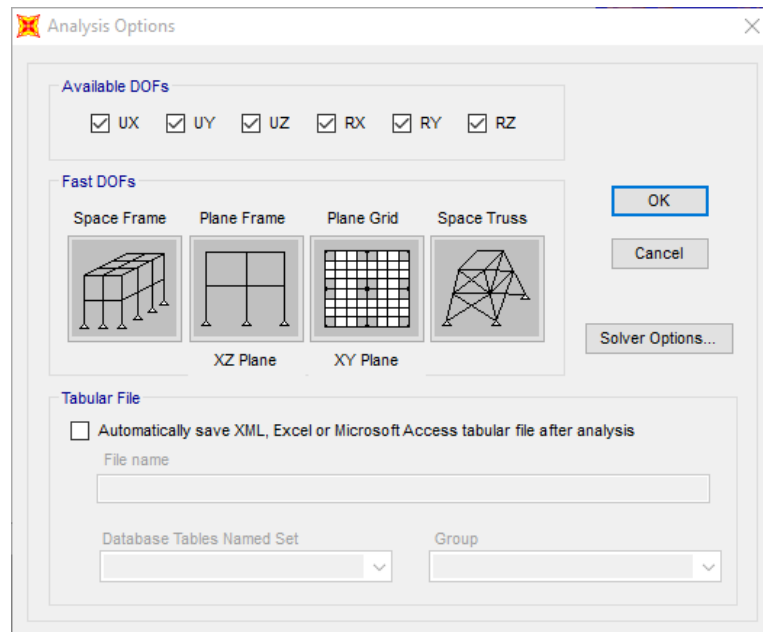 Analysis Options
Available DOFs
UX UY UZ RX RY RZ
Fast DOFs
Space Frame Plane Frame Plane Grid Space Truss
XZ Plane XY Plane
OK
Cancel
Solver Options...
Tabular File
Automatically save XML, Excel or Microsoft Access tabular file after analysis
File name
Database Tables Named Set Group